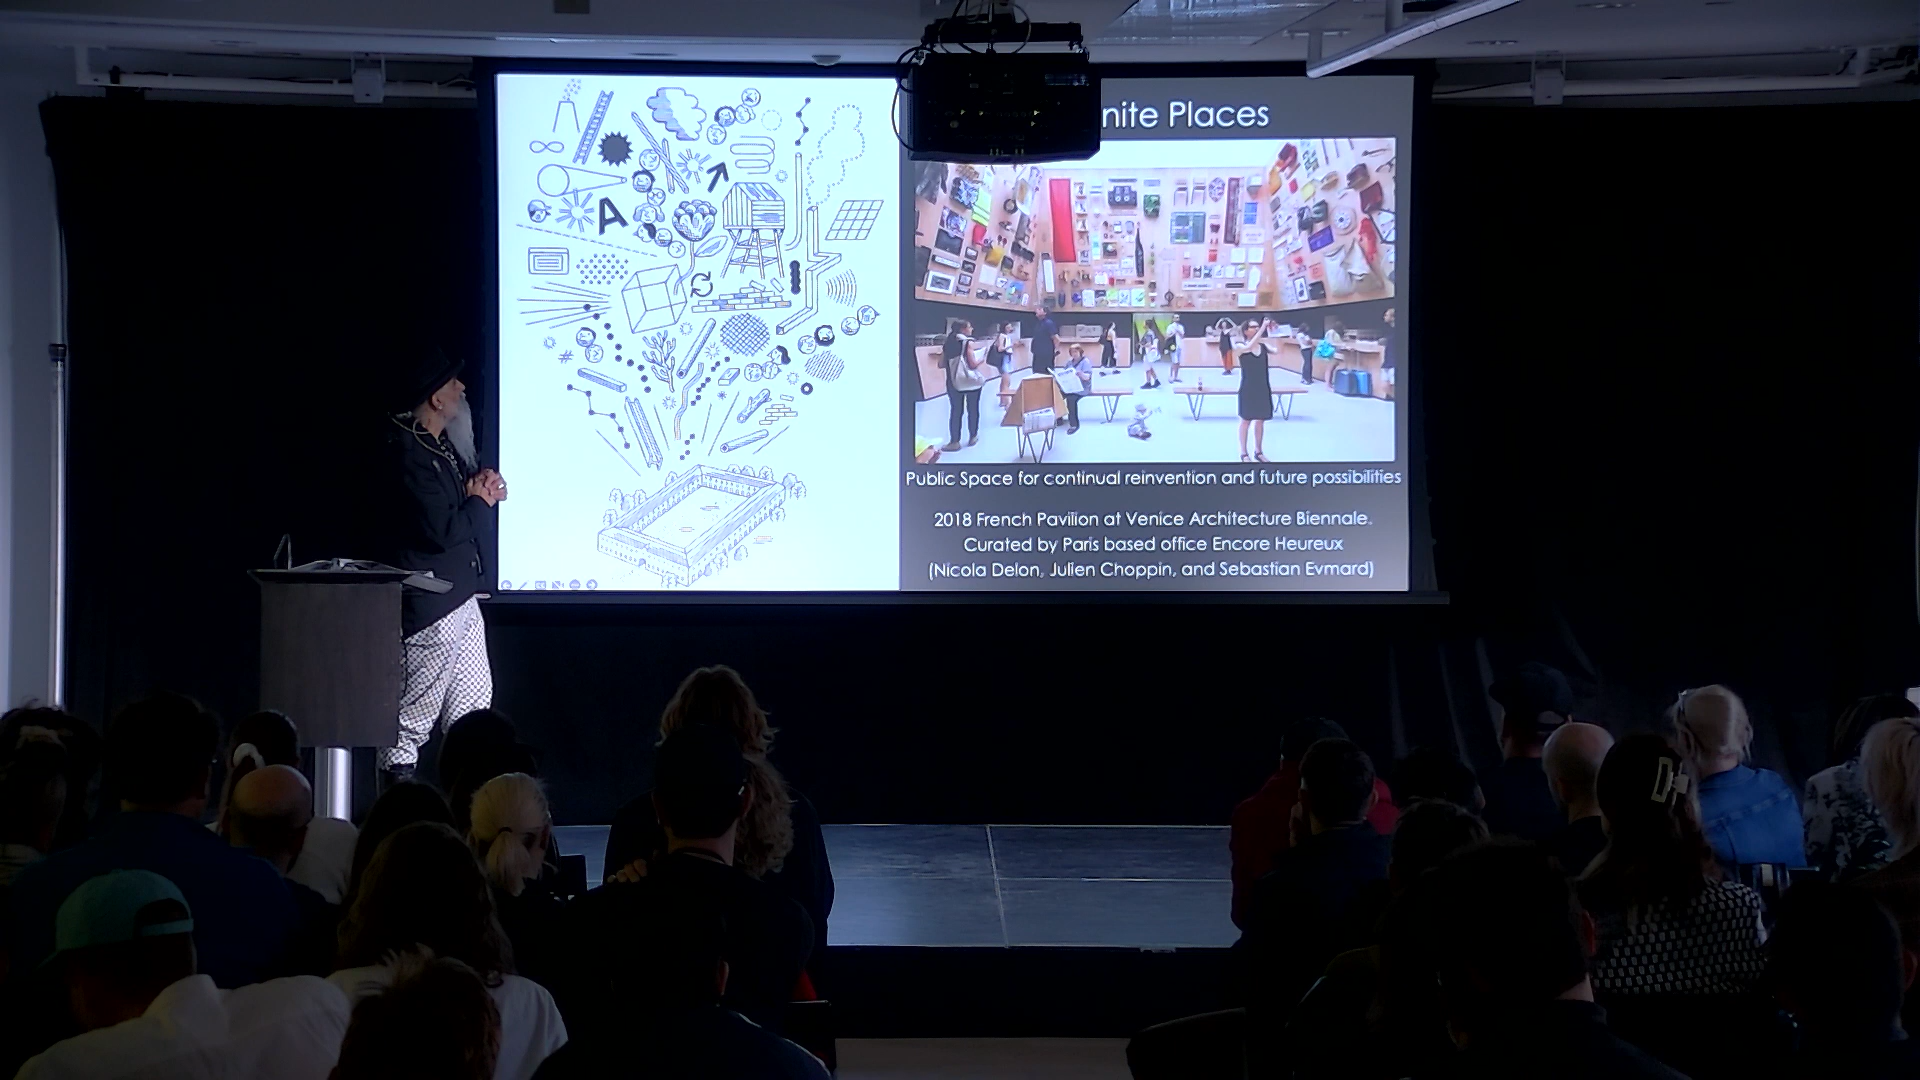 A
nite Places
Public Space for continual reinvention and future possibilities
2018 French Pavilion at Venice Architecture Biennale.
Curated by Paris based office Encore Heureux
(Nicola Delon, Julien Choppin, and Sebastian Evmard)